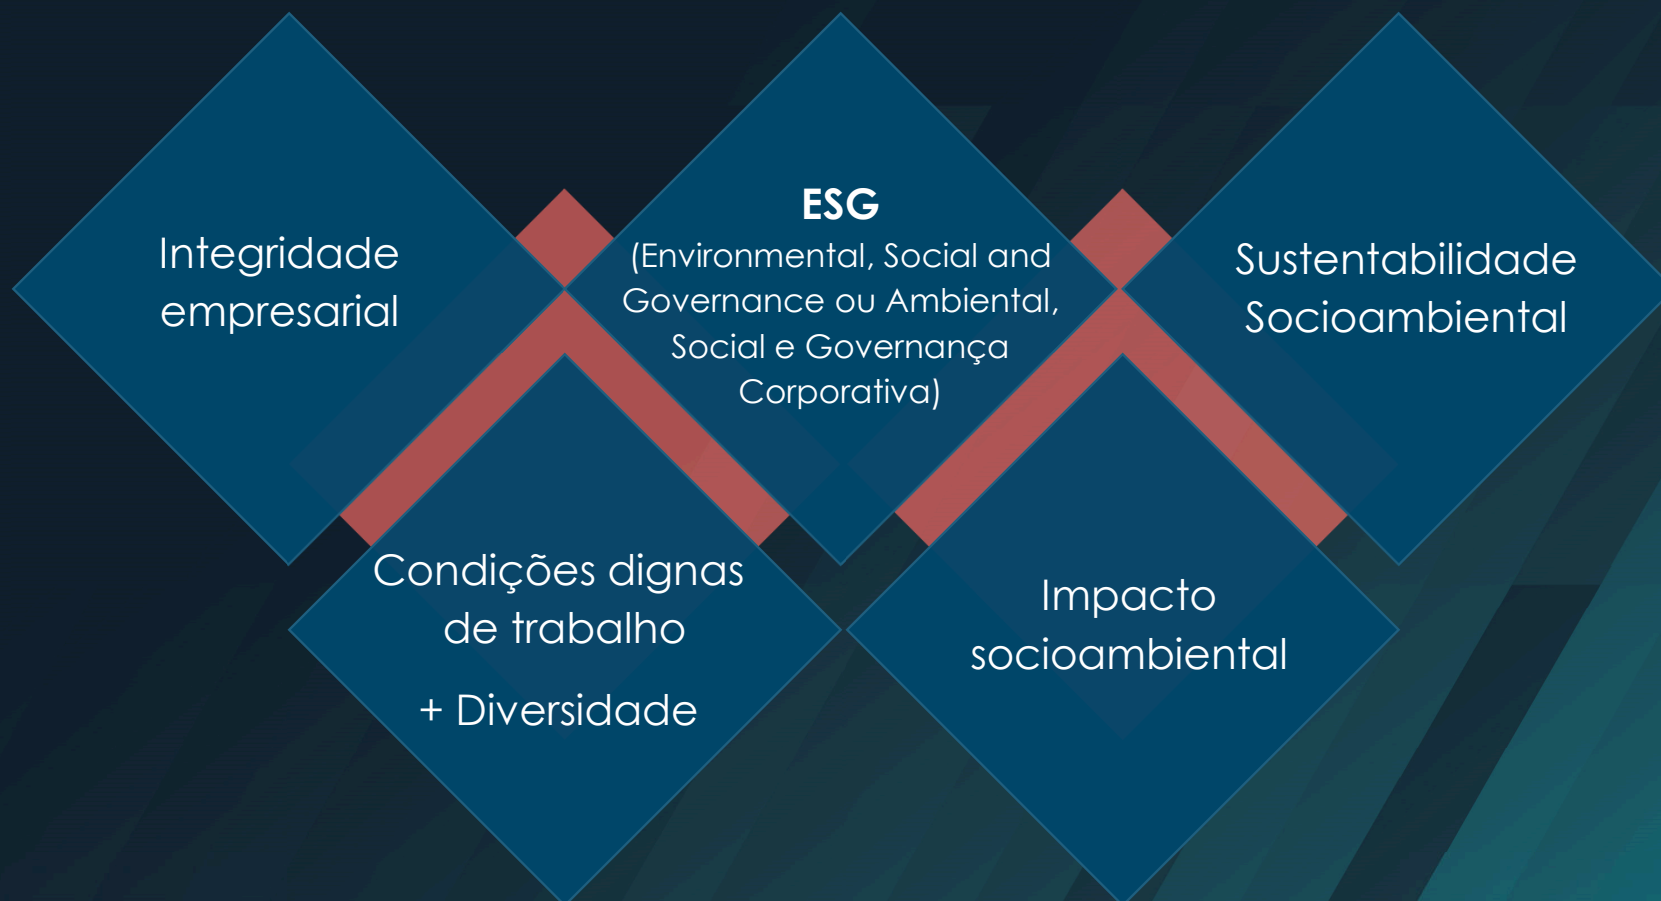 Integridade
empresarial
ESG
(Environmental, Social and
Governance ou Ambiental,
Social e Governança
Corporativa)
Sustentabilidade
Socioambiental
Condições dignas
de trabalho
+ Diversidade
Impacto
socioambiental